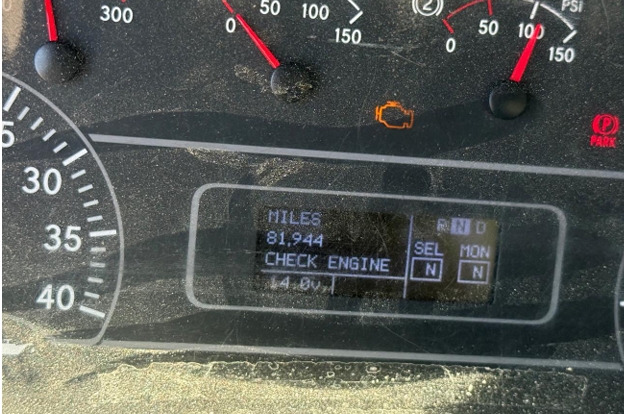 300
0
50
100
150
2
0
50
100
150
PSI
5
30
35
40
P
PARK
MILES
81,944
CHECK ENGINE
14.0v
R N D
SEL MON
N N